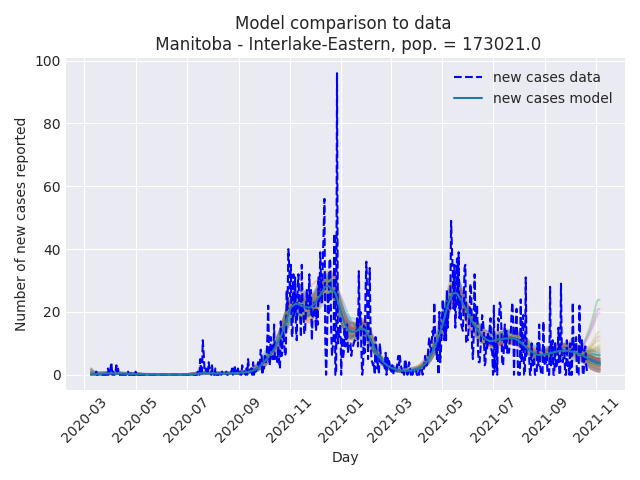 Model comparison to data
Manitoba - Interlake-Eastern, pop. = 173021.0
new cases data
new cases model
Number of new cases reported
100
80
60
40
20
0
2020-03
2020-05
2020-07
2020-09
2020-11
2021-01
2021-03
2021-05
2021-07
2021-09
2021-11
Day